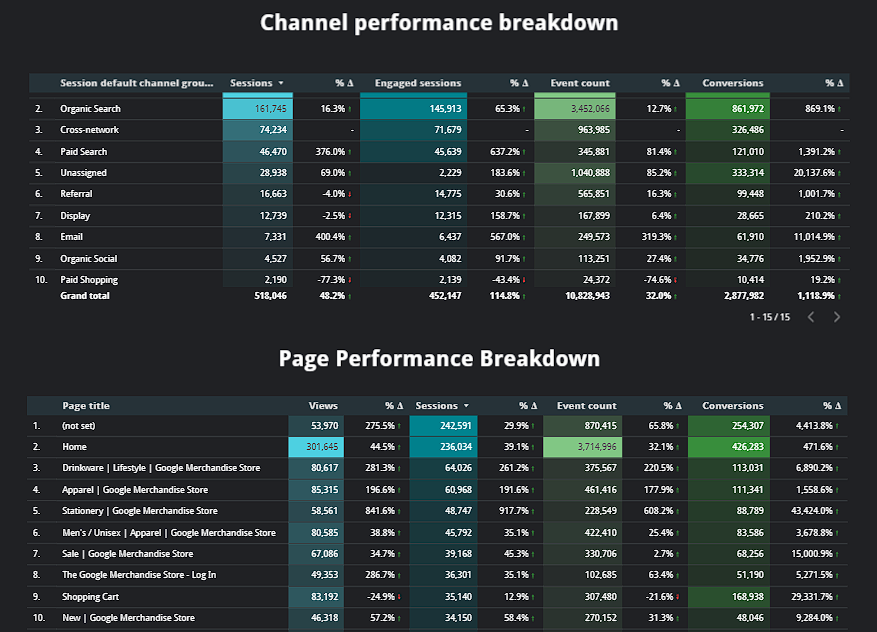 Channel performance breakdown
Session default channel grou... Sessions % Δ Engaged sessions % Δ Event count % Δ Conversions % Δ
2. Organic Search 161,745 16.3% 145,913 65.3% 3,452,066 12.7% 861,972 869.1%
3. Cross-network 74,234 - 71,679 - 963,985 - 326,486 -
4. Paid Search 46,470 376.0% 45,639 637.2% 345,881 81.4% 121,010 1,391.2%
5. Unassigned 28,938 69.0% 2,229 183.6% 1,040,888 85.2% 333,314 20,137.6%
6. Referral 16,663 -4.0% 14,775 30.6% 565,851 16.3% 99,448 1,001.7%
7. Display 12,739 -2.5% 12,315 158.7% 167,899 6.4% 28,665 210.2%
8. Email 7,331 400.4% 6,437 567.0% 249,573 319.3% 61,910 11,014.9%
9. Organic Social 4,527 56.7% 4,082 91.7% 113,251 27.4% 34,776 1,952.9%
10. Paid Shopping 2,190 -77.3% 2,139 -43.4% 24,372 -74.6% 10,414 19.2%
Grand total 518,046 48.2% 452,147 114.8% 10,828,943 32.0% 2,877,982 1,118.9%
1 - 15 / 15
Page Performance Breakdown
Page title Views % Δ Sessions % Δ Event count % Δ Conversions % Δ
1. (not set) 53,970 275.5% 242,591 29.9% 870,415 65.8% 254,307 4,413.8%
2. Home 301,645 44.5% 236,034 39.1% 3,714,996 32.1% 426,283 471.6%
3. Drinkware | Lifestyle | Google Merchandise Store 80,617 281.3% 64,026 261.2% 375,567 220.5% 113,031 6,890.2%
4. Apparel | Google Merchandise Store 85,315 196.6% 60,968 191.6% 461,416 177.9% 111,341 1,558.6%
5. Stationery | Google Merchandise Store 58,561 841.6% 48,747 917.7% 228,549 608.2% 88,789 43,424.0%
6. Men's / Unisex | Apparel | Google Merchandise Store 80,585 38.8% 45,792 35.1% 422,410 25.4% 83,586 3,678.8%
7. Sale | Google Merchandise Store 67,086 34.7% 39,168 45.3% 330,706 2.7% 68,256 15,000.9%
8. The Google Merchandise Store - Log In 49,353 286.7% 36,301 35.1% 102,685 63.4% 51,190 5,271.5%
9. Shopping Cart 83,192 -24.9% 35,140 12.9% 307,480 -21.6% 168,938 29,331.7%
10. New | Google Merchandise Store 46,318 57.2% 34,150 58.4% 270,152 31.3% 48,046 9,284.0%